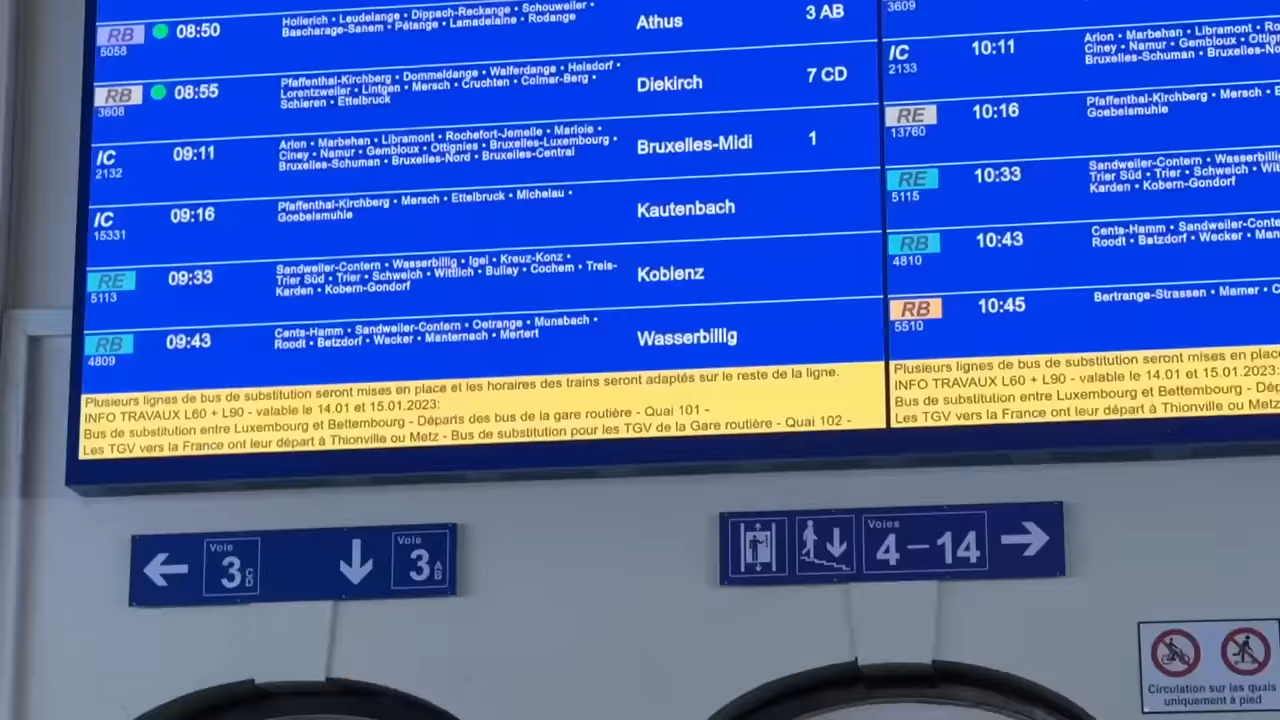 RB 08:50 Hollerich • Leudelange • Dippach-Reckange • Schouweiler • Athus 3 AB
5058 Bascharage-Sanem • Pétange • Lamadelaine • Rodange
RB 08:55 Pfaffenthal-Kirchberg • Dommeldange • Walferdange • Heisdorf • Diekirch 7 CD
3608 Lorentzweiler • Lintgen • Mersch • Cruchten • Colmar-Berg •
Schieren • Ettelbruck
IC 09:11 Arlon • Marbehan • Libramont • Rochefort-Jemelle • Marloie • Bruxelles-Midi 1
2132 Ciney • Namur • Gembloux • Ottignies • Bruxelles-Luxembourg •
Bruxelles-Schuman • Bruxelles-Nord • Bruxelles-Central
IC 09:16 Pfaffenthal-Kirchberg • Mersch • Ettelbruck • Michelau • Kautenbach
15331 Goebelsmuhle
RE 09:33 Sandweiler-Contern • Wasserbillig • Igel • Kreuz-Konz • Koblenz
5113 Trier Süd • Trier • Schweich • Wittlich • Bullay • Cochem • Treis-
Karden • Kobern-Gondorf
RB 09:43 Cents-Hamm • Sandweiler-Contern • Oetrange • Munsbach • Wasserbillig
4809 Roodt • Betzdorf • Wecker • Manternach • Mertert
Plusieurs lignes de bus de substitution seront mises en place et les horaires des trains seront adaptés sur le reste de la ligne.
INFO TRAVAUX L60 + L90 - valable le 14.01 et 15.01.2023:
Bus de substitution entre Luxembourg et Bettembourg - Départs des bus de la gare routière - Quai 101 -
Les TGV vers la France ont leur départ à Thionville ou Metz - Bus de substitution pour les TGV de la Gare routière - Quai 102 -
3609
IC 10:11 Arlon • Marbehan • Libramont • Ro
2133 Ciney • Namur • Gembloux • Ottign
Bruxelles-Schuman • Bruxelles-No
RE 10:16 Pfaffenthal-Kirchberg • Mersch • E
13760 Goebelsmuhle
RE 10:33 Sandweiler-Contern • Wasserbillig
5115 Trier Süd • Trier • Schweich • Wit
Karden • Kobern-Gondorf
RB 10:43 Cents-Hamm • Sandweiler-Conte
4810 Roodt • Betzdorf • Wecker • Man
RB 10:45 Bertrange-Strassen • Mamer • C
5510
Plusieurs lignes de bus de substitution seront mises en place
INFO TRAVAUX L60 + L90 - valable le 14.01 et 15.01.2023:
Bus de substitution entre Luxembourg et Bettembourg - Dép
Les TGV vers la France ont leur départ à Thionville ou Metz
Voie 3 CD
Voie 3 AB
Voies
4 – 14
Circulation sur les quais
uniquement à pied